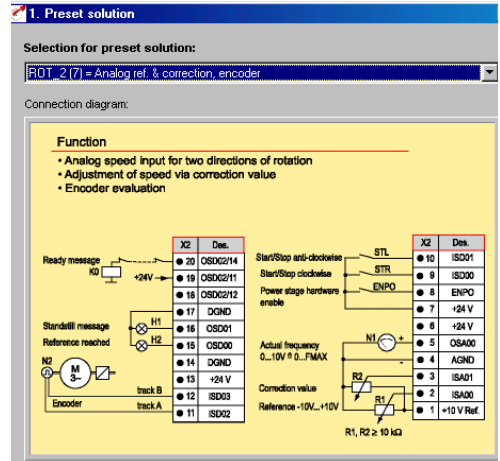 1. Preset solution
Selection for preset solution:
ROT_2 (7) = Analog ref. & correction, encoder
Connection diagram:
Function
• Analog speed input for two directions of rotation
• Adjustment of speed via correction value
• Encoder evaluation
X2 Des.
Ready message
K0
+24V
20 OSD02/14
19 OSD02/11
18 OSD02/12
17 DGND
Standstill message H1 16 OSD01
Reference reached H2 15 OSD00
14 DGND
N2
M
3~
13 +24 V
track B 12 ISD03
Encoder track A 11 ISD02
X2 Des.
Start/Stop anti-clockwise STL 10 ISD01
Start/Stop clockwise STR 9 ISD00
Power stage hardware enable ENPO 8 ENPO
7 +24 V
6 +24 V
Actual frequency N1 + 5 OSA00
0...10V ≙ 0...FMAX - 4 AGND
R2 3 ISA01
Correction value 2 ISA00
Reference -10V...+10V R1 1 +10 V Ref.
R1, R2 ≥ 10 kΩ